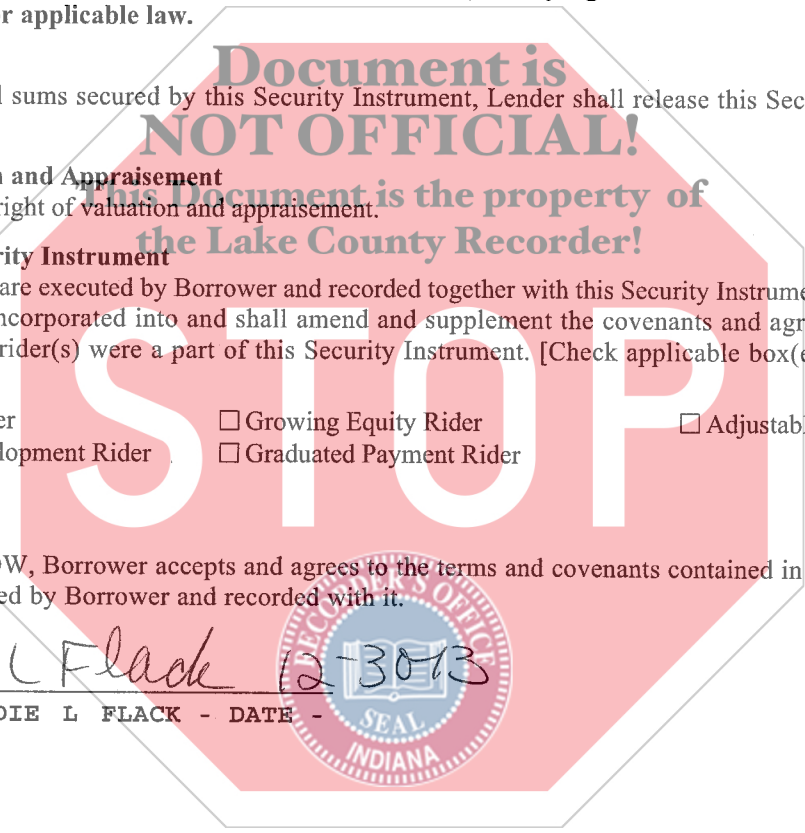 r applicable law.
Document is
l sums secured by this Security Instrument, Lender shall release this Sec
NOT OFFICIAL!
n and Appraisement
This Document is the property of
right of valuation and appraisement.
the Lake County Recorder!
rity Instrument
are executed by Borrower and recorded together with this Security Instrume
ncorporated into and shall amend and supplement the covenants and agr
rider(s) were a part of this Security Instrument. [Check applicable box(e
STOP
er ☐ Growing Equity Rider ☐ Adjustabl
lopment Rider ☐ Graduated Payment Rider
OW, Borrower accepts and agrees to the terms and covenants contained in
ed by Borrower and recorded with it.
RECORDER'S OFFICE
L Flack 12-30-13
DIE L FLACK - DATE -
SEAL
INDIANA